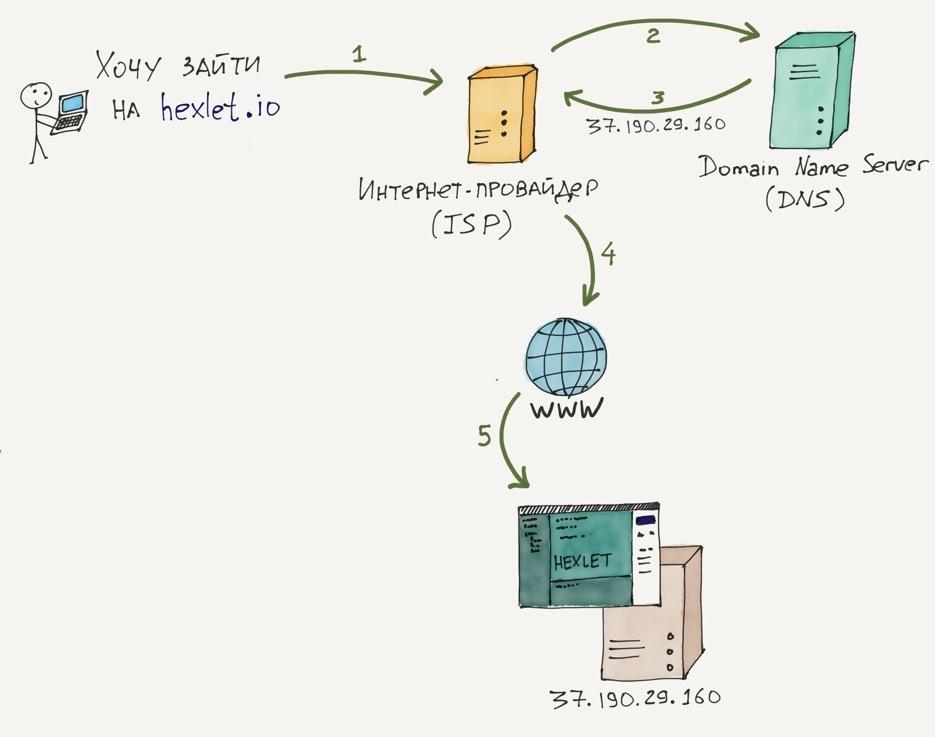 Хочу зайти
на hexlet.io
1
2
3
37.190.29.160
Domain Name Server
(DNS)
Интернет-провайдер
(ISP)
4
WWW
5
HEXLET
37.190.29.160